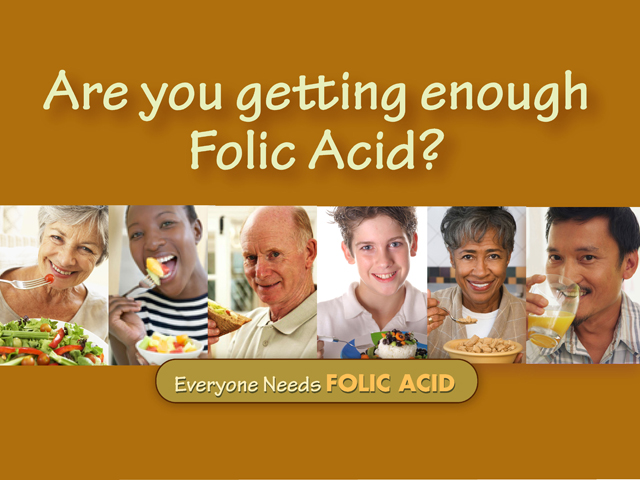 Are you getting enough
Folic Acid?
Everyone Needs FOLIC ACID